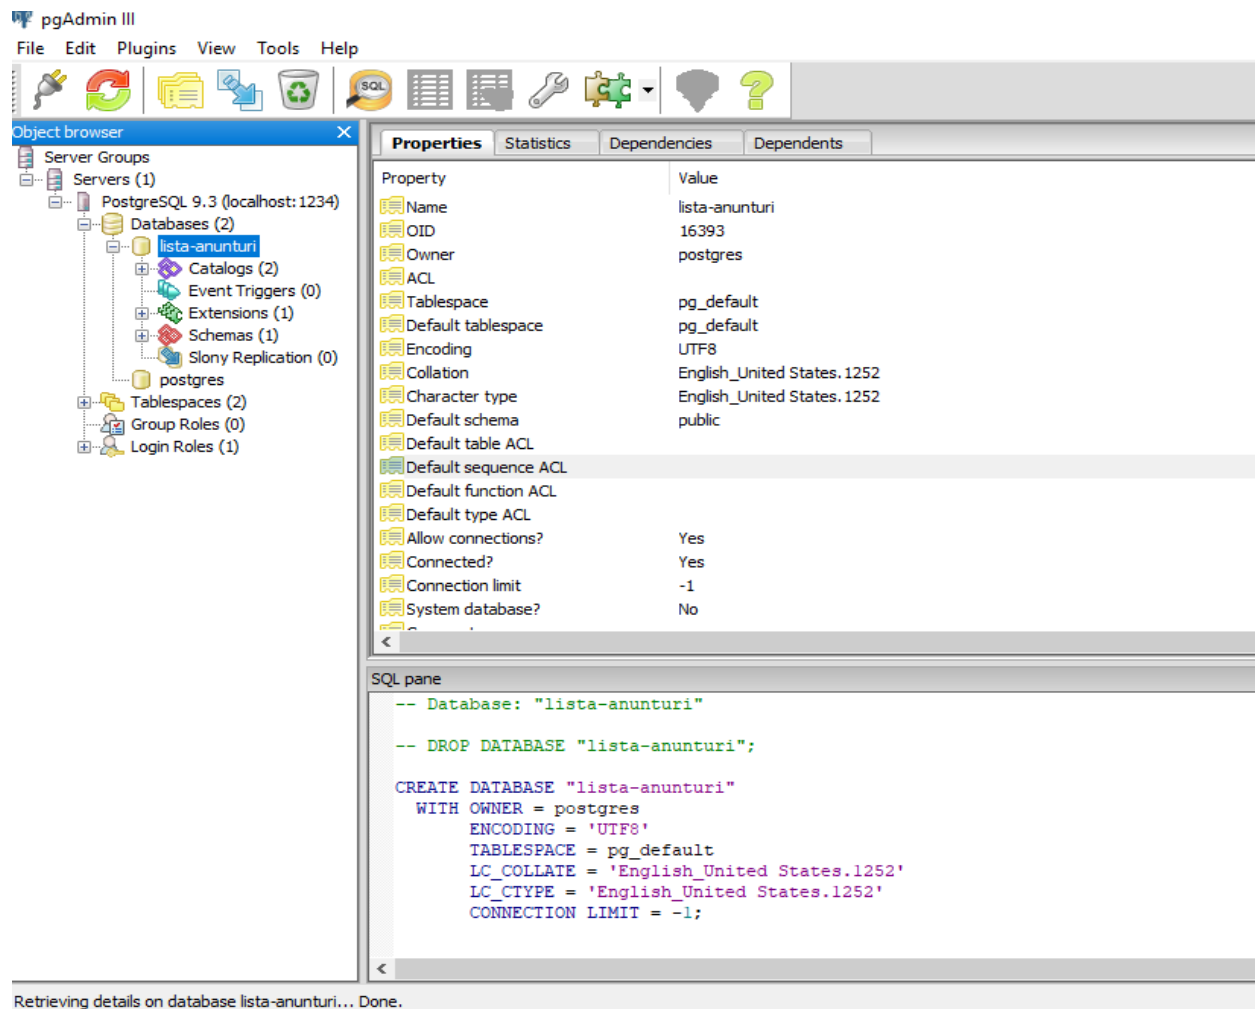 pgAdmin III
File Edit Plugins View Tools Help
SQL
Object browser
Server Groups
Servers (1)
PostgreSQL 9.3 (localhost:1234)
Databases (2)
lista-anunturi
Catalogs (2)
Event Triggers (0)
Extensions (1)
Schemas (1)
Slony Replication (0)
postgres
Tablespaces (2)
Group Roles (0)
Login Roles (1)
Properties Statistics Dependencies Dependents
Property Value
Name lista-anunturi
OID 16393
Owner postgres
ACL
Tablespace pg_default
Default tablespace pg_default
Encoding UTF8
Collation English_United States.1252
Character type English_United States.1252
Default schema public
Default table ACL
Default sequence ACL
Default function ACL
Default type ACL
Allow connections? Yes
Connected? Yes
Connection limit -1
System database? No
SQL pane
-- Database: "lista-anunturi"
-- DROP DATABASE "lista-anunturi";
CREATE DATABASE "lista-anunturi"
WITH OWNER = postgres
ENCODING = 'UTF8'
TABLESPACE = pg_default
LC_COLLATE = 'English_United States.1252'
LC_CTYPE = 'English_United States.1252'
CONNECTION LIMIT = -1;
Retrieving details on database lista-anunturi... Done.